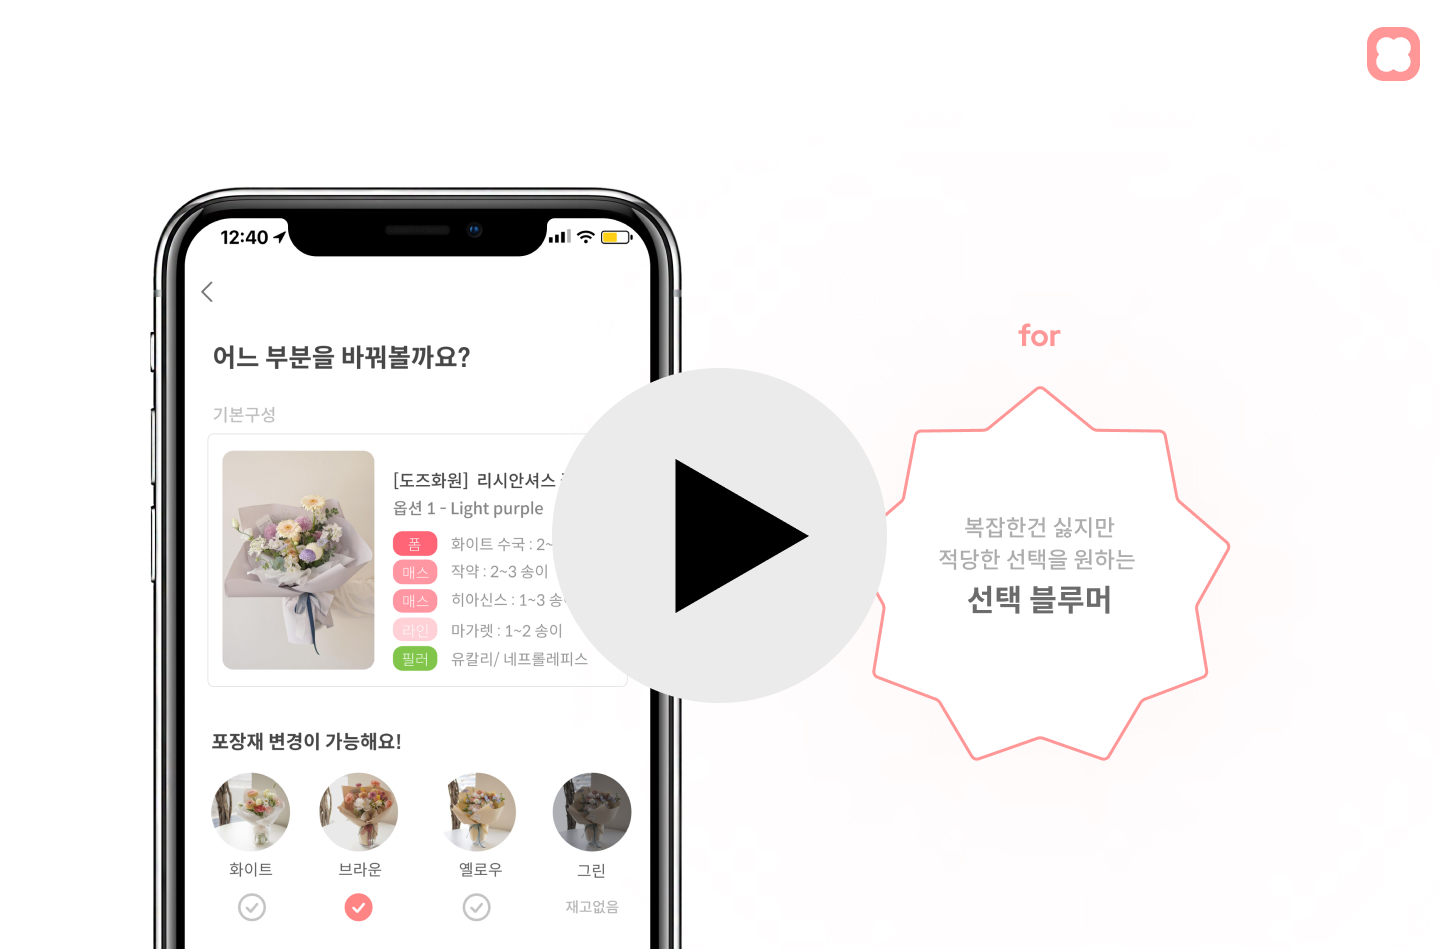 12:40
어느 부분을 바꿔볼까요?
기본구성
[도즈화원] 리시안셔스
옵션 1 - Light purple
폼 화이트 수국 : 2~
매스 작약 : 2~3 송이
매스 히아신스 : 1~3
라인 마가렛 : 1~2 송이
필러 유칼리/ 네프롤레피스
포장재 변경이 가능해요!
화이트 브라운 옐로우 그린
재고없음
for
복잡한건 싫지만
적당한 선택을 원하는
선택 블루머